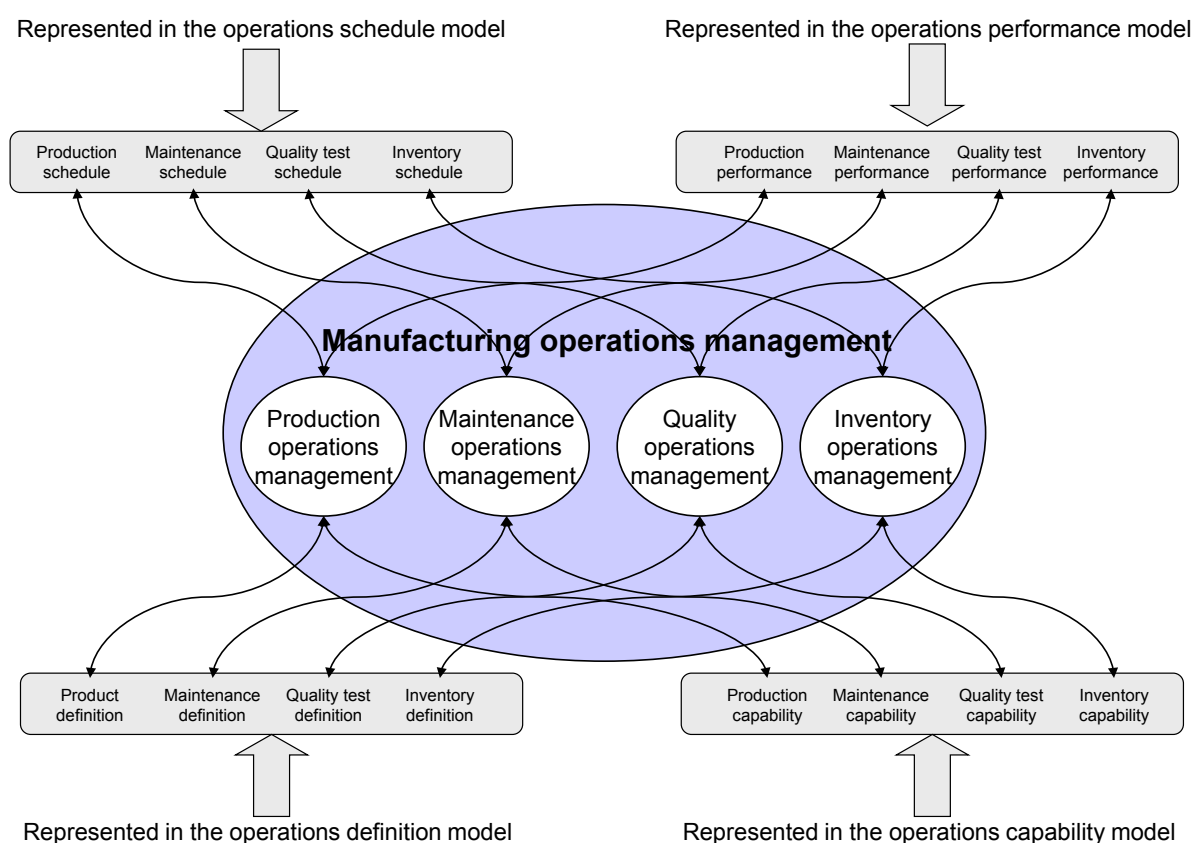 Represented in the operations schedule model
Represented in the operations performance model
Production
schedule
Maintenance
schedule
Quality test
schedule
Inventory
schedule
Production
performance
Maintenance
performance
Quality test
performance
Inventory
performance
Manufacturing operations management
Production
operations
management
Maintenance
operations
management
Quality
operations
management
Inventory
operations
management
Product
definition
Maintenance
definition
Quality test
definition
Inventory
definition
Production
capability
Maintenance
capability
Quality test
capability
Inventory
capability
Represented in the operations definition model
Represented in the operations capability model